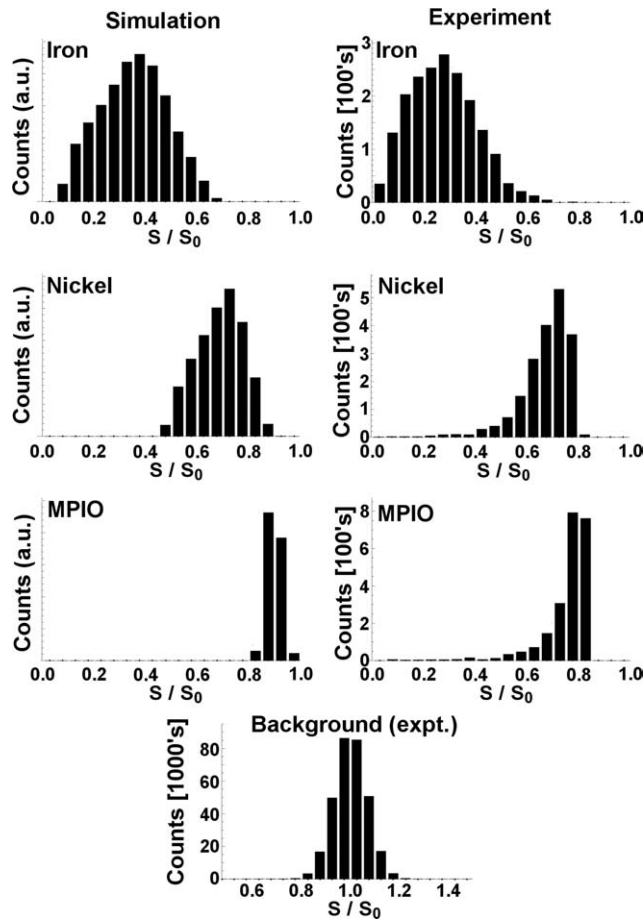 Simulation
Experiment
Iron
Counts (a.u.)
0.0 0.2 0.4 0.6 0.8 1.0
S / S₀
Iron
Counts [100's]
3
2
1
0
0.0 0.2 0.4 0.6 0.8 1.0
S / S₀
Nickel
Counts (a.u.)
0.0 0.2 0.4 0.6 0.8 1.0
S / S₀
Nickel
Counts [100's]
5
4
3
2
1
0
0.0 0.2 0.4 0.6 0.8 1.0
S / S₀
MPIO
Counts (a.u.)
0.0 0.2 0.4 0.6 0.8 1.0
S / S₀
MPIO
Counts [100's]
8
6
4
2
0
0.0 0.2 0.4 0.6 0.8 1.0
S / S₀
Background (expt.)
Counts [1000's]
80
60
40
20
0
0.6 0.8 1.0 1.2 1.4
S / S₀